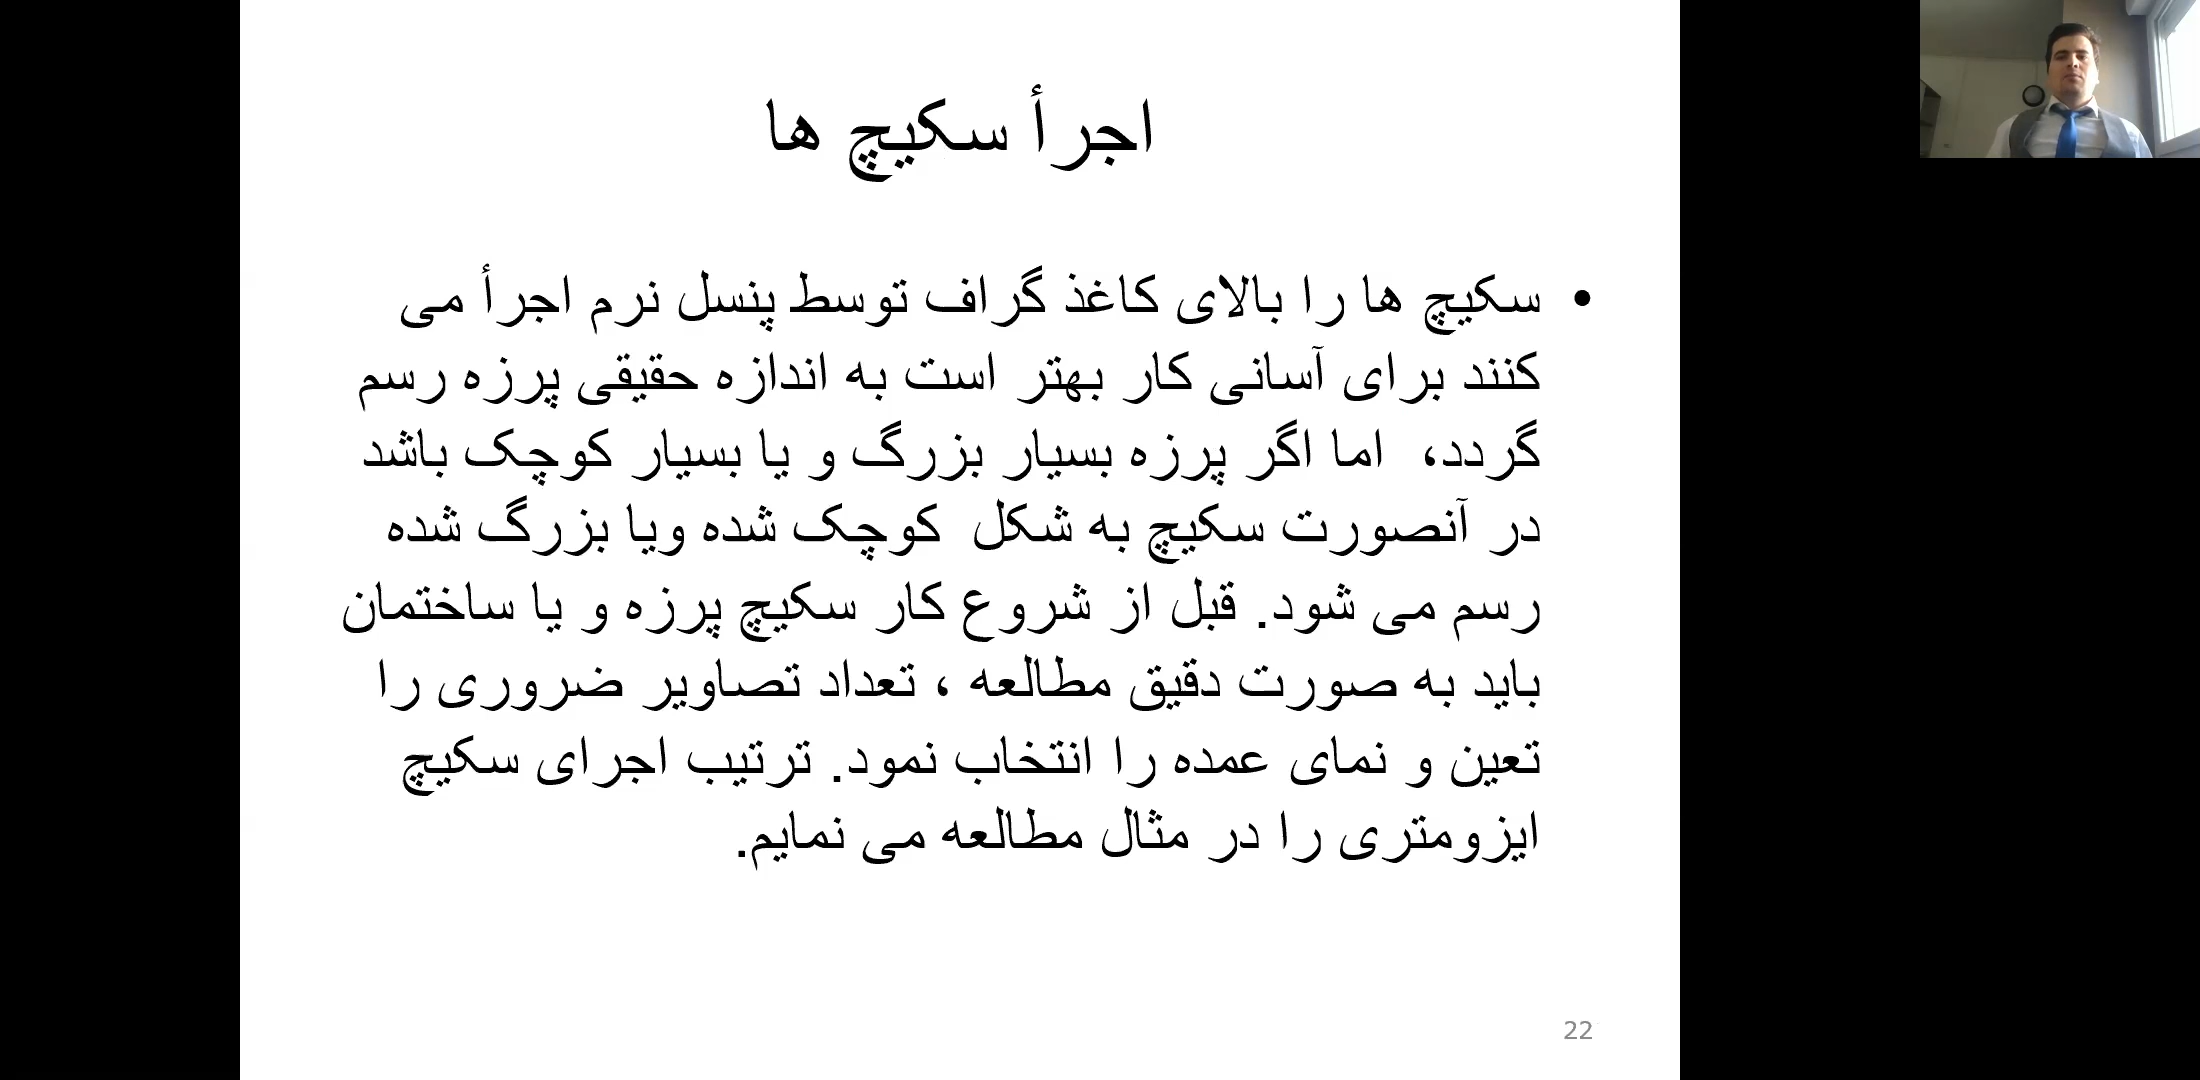 اجرأ سکیچ ها
• سکیچ ها را بالای کاغذ گراف توسط پنسل نرم اجرأ می
کنند برای آسانی کار بهتر است به اندازه حقیقی پرزه رسم
گردد،  اما اگر پرزه بسیار بزرگ و یا بسیار کوچک باشد
در آنصورت سکیچ به شکل  کوچک شده ویا بزرگ شده
رسم می شود. قبل از شروع کار سکیچ پرزه و یا ساختمان
باید به صورت دقیق مطالعه ، تعداد تصاویر ضروری را
تعین و نمای عمده را انتخاب نمود. ترتیب اجرای سکیچ
ایزومتری را در مثال مطالعه می نمایم.
22